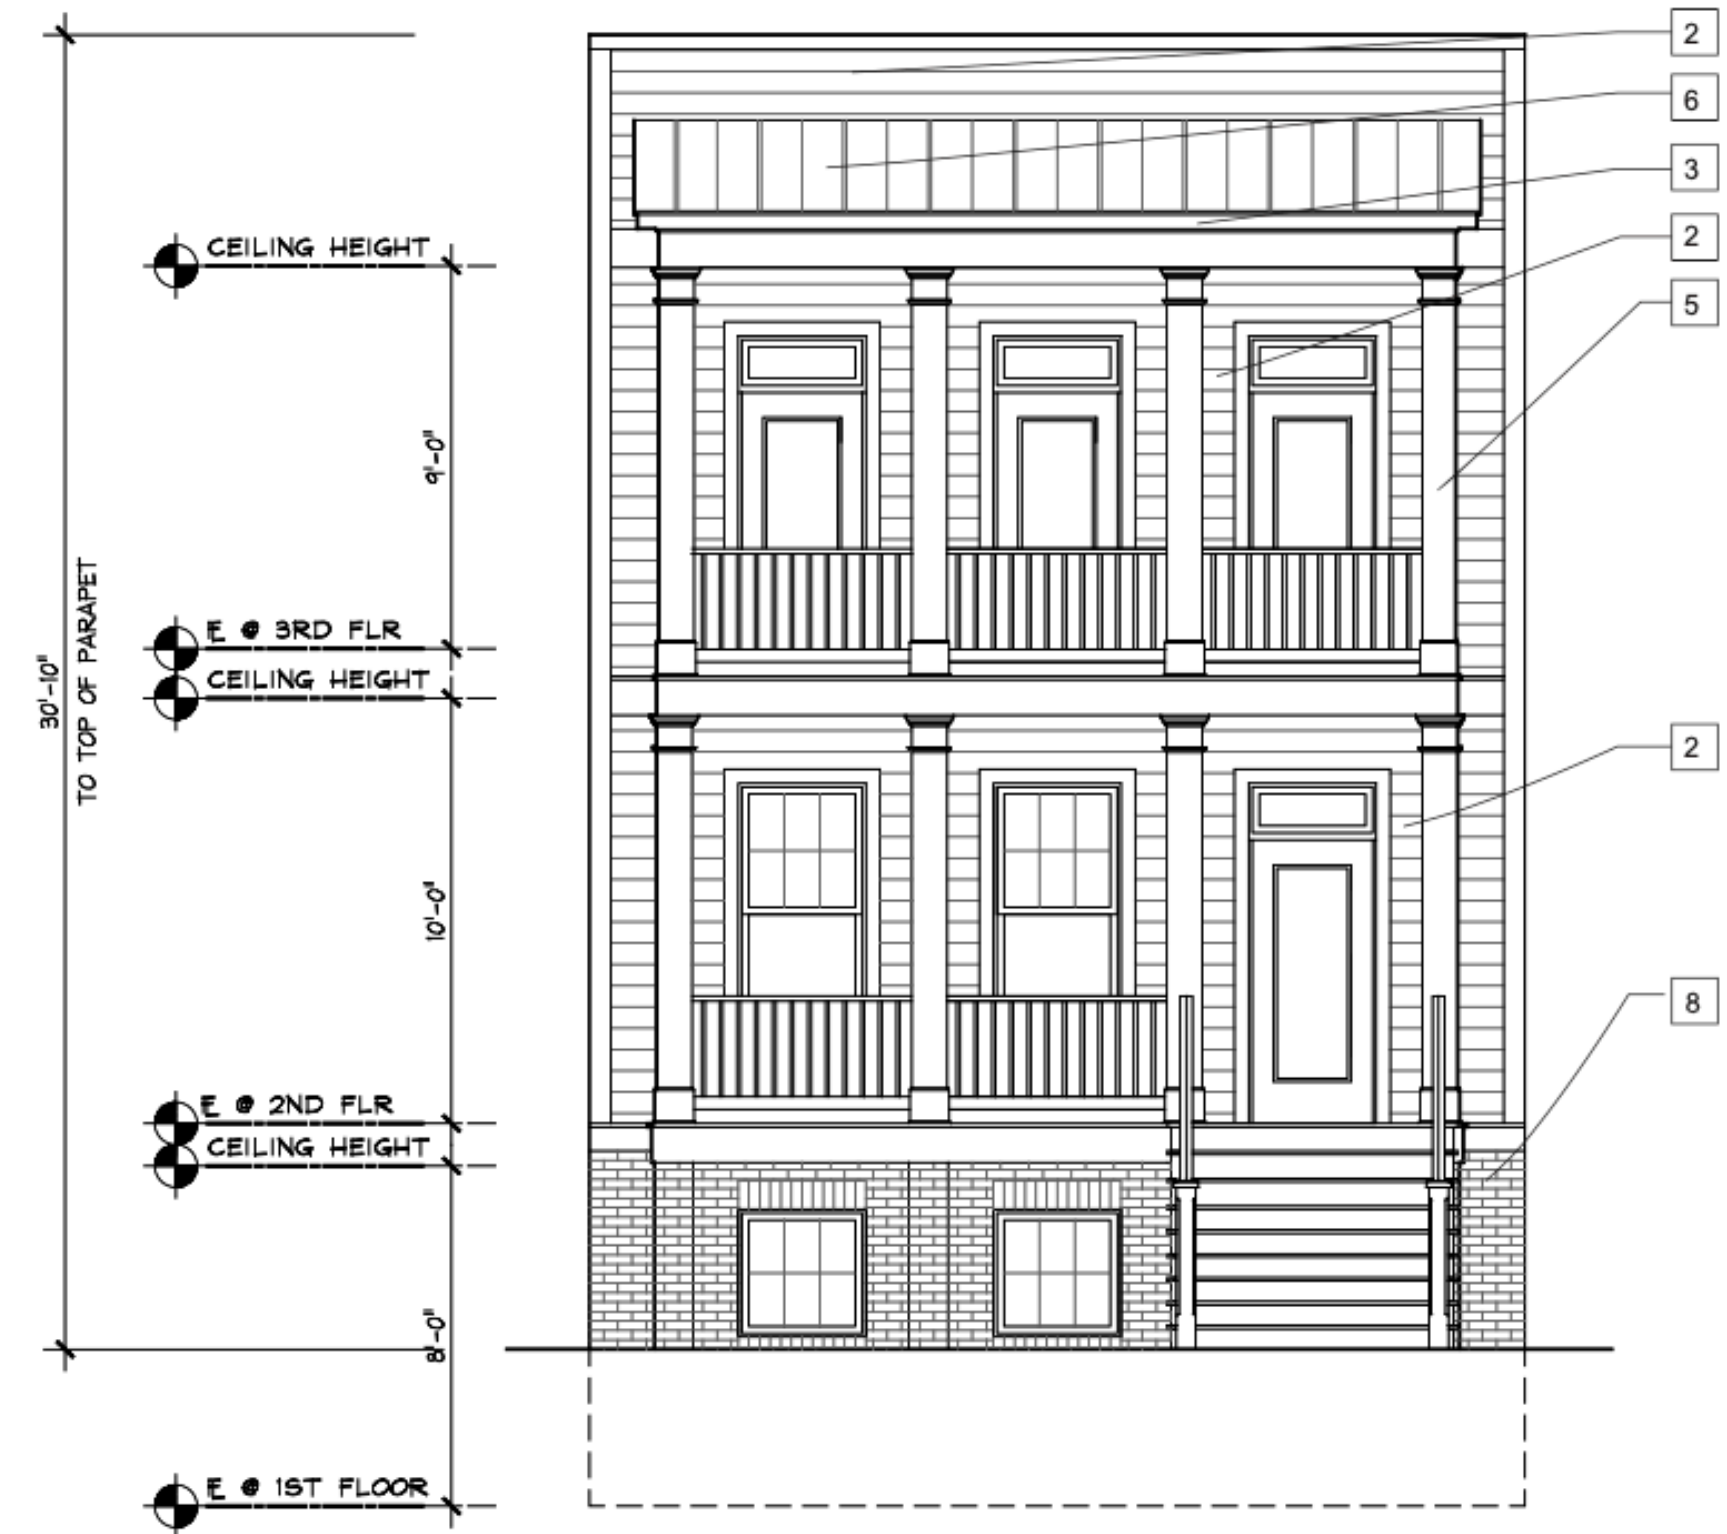 2
6
3
2
CEILING HEIGHT
5
9'-0"
30'-10"
TO TOP OF PARAPET
E @ 3RD FLR
CEILING HEIGHT
2
10'-0"
8
E @ 2ND FLR
CEILING HEIGHT
8'-0"
E @ 1ST FLOOR